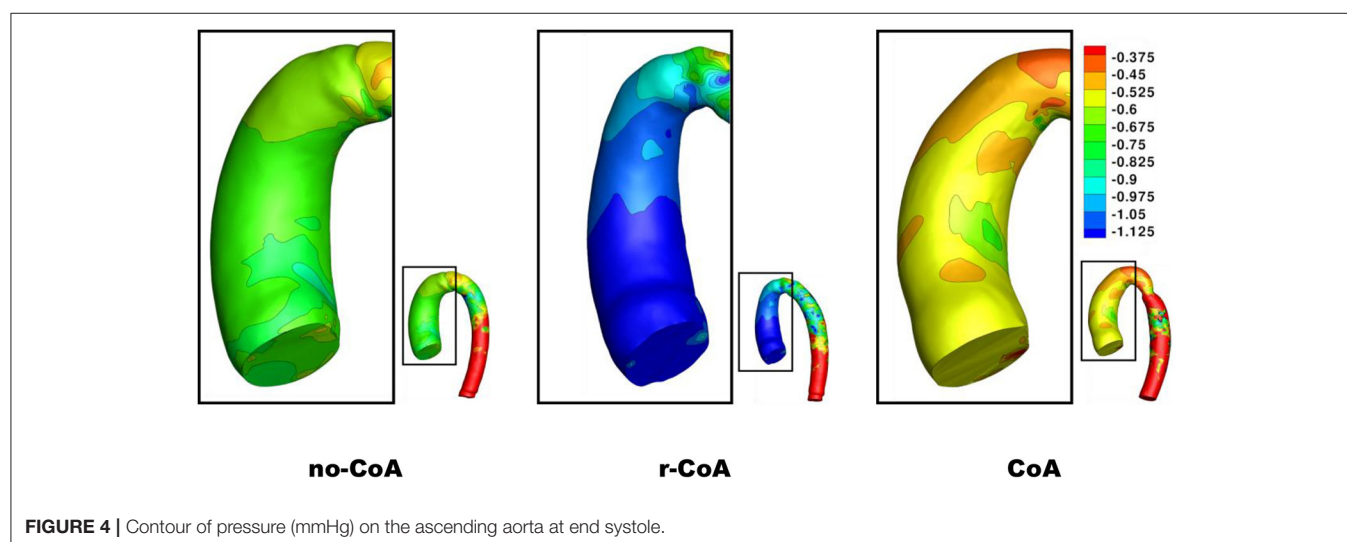 -0.375
-0.45
-0.525
-0.6
-0.675
-0.75
-0.825
-0.9
-0.975
-1.05
-1.125
no-CoA
r-CoA
CoA
FIGURE 4 | Contour of pressure (mmHg) on the ascending aorta at end systole.